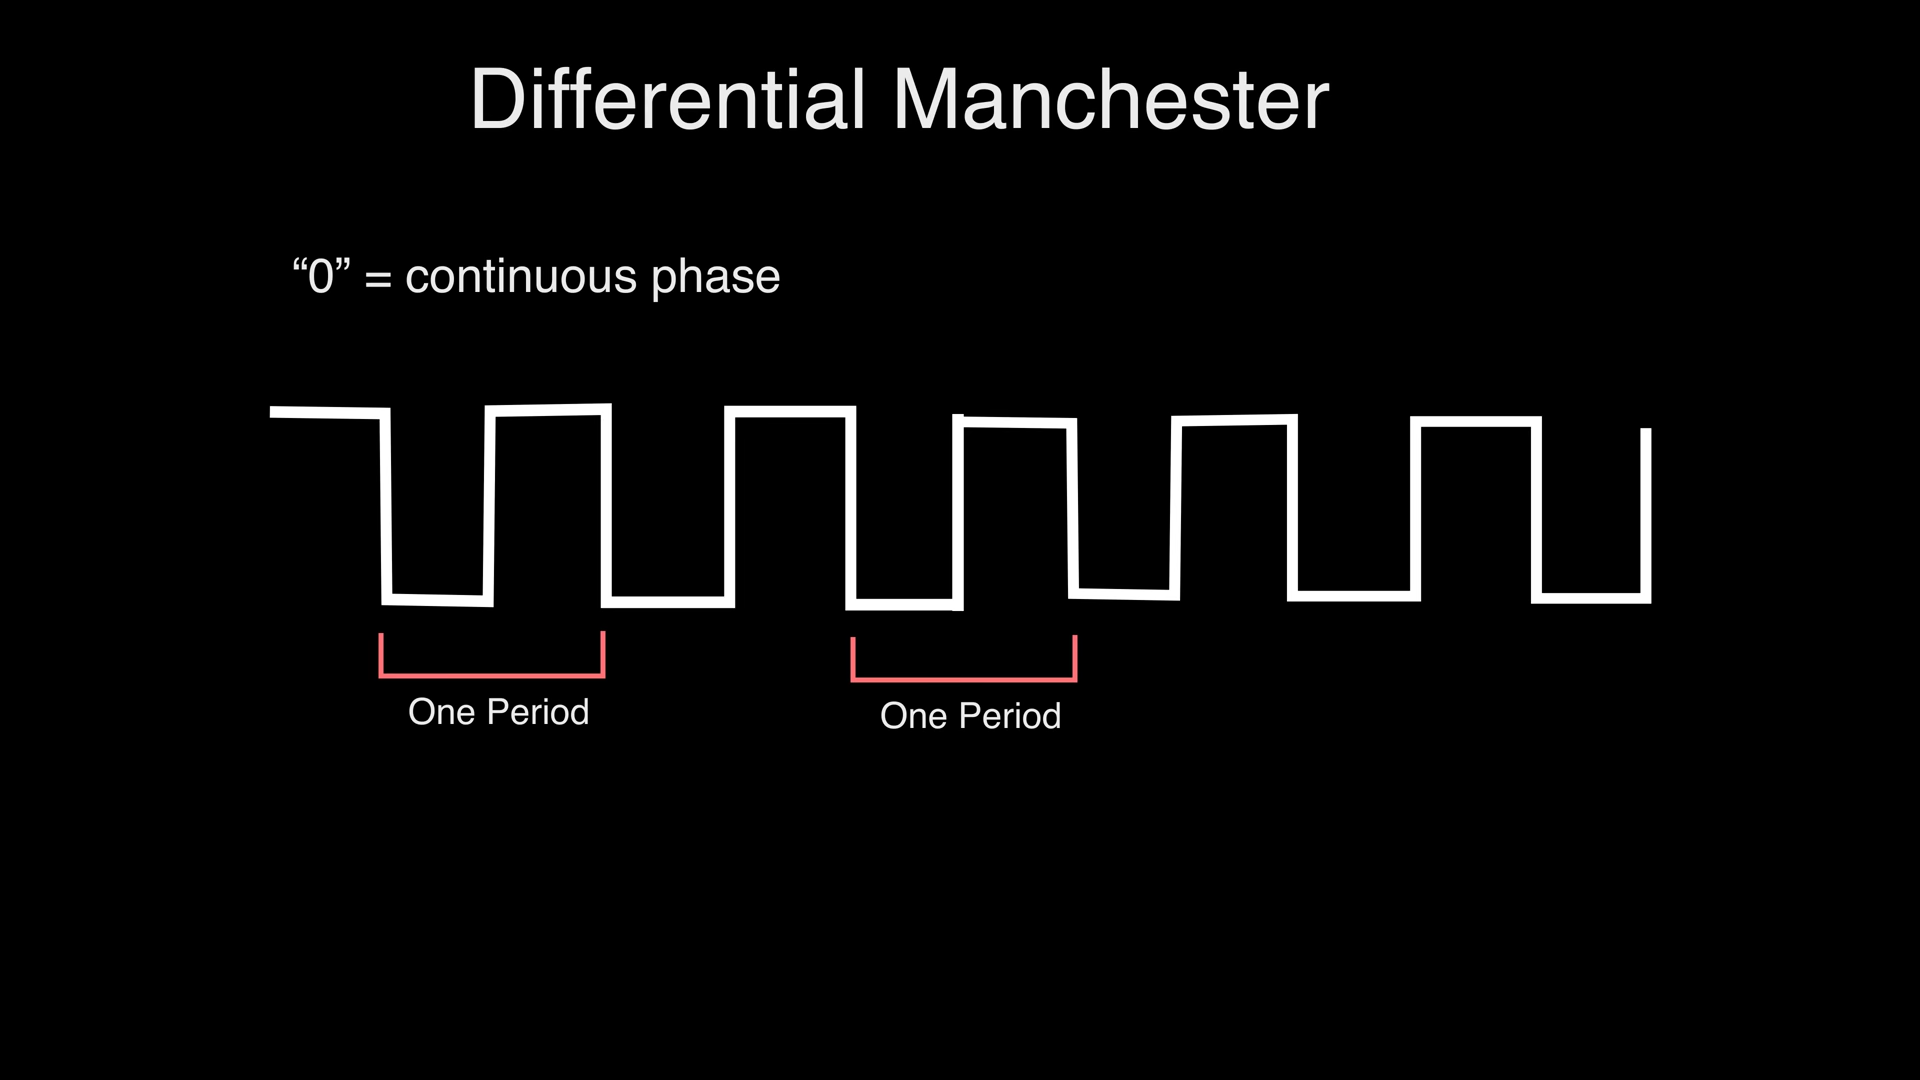 Differential Manchester
“0” = continuous phase
One Period
One Period